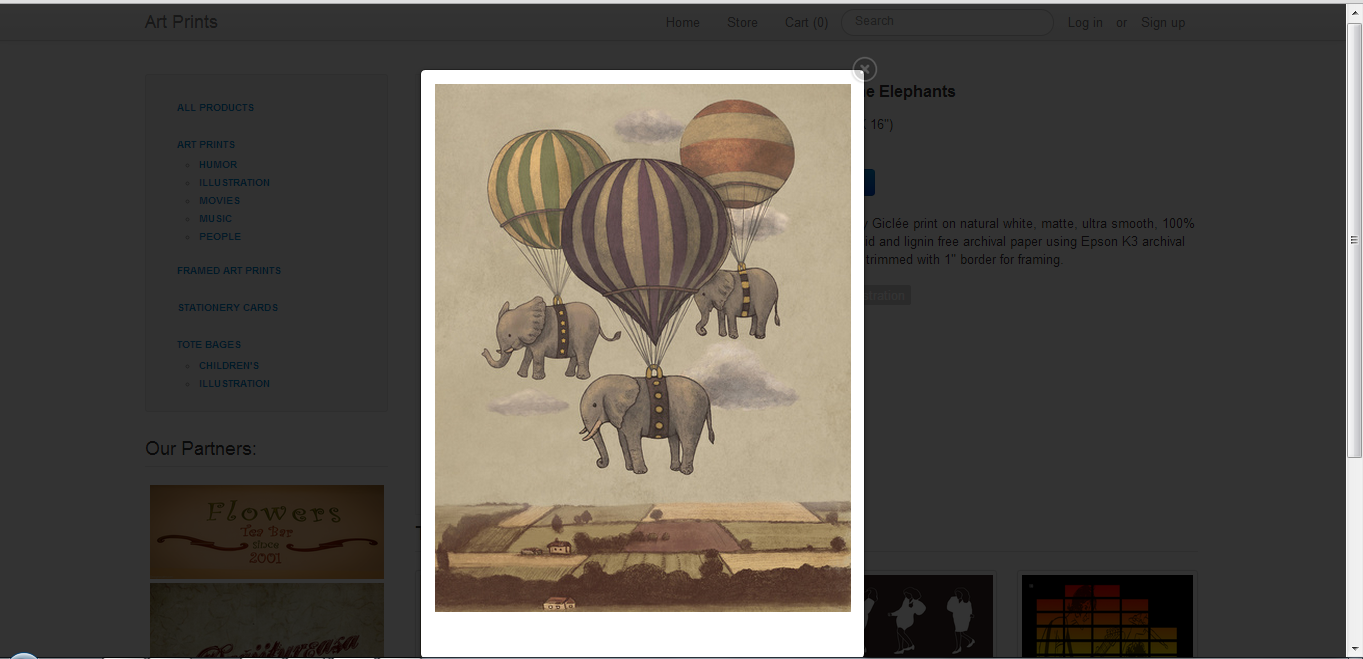 Art Prints
Home
Store
Cart (0)
Search
Log in or Sign up
ALL PRODUCTS
ART PRINTS
HUMOR
ILLUSTRATION
MOVIES
MUSIC
PEOPLE
FRAMED ART PRINTS
STATIONERY CARDS
TOTE BAGES
CHILDREN'S
ILLUSTRATION
Our Partners:
Flowers
Tea Bar
since
2001
Elephants
16")
Giclée print on natural white, matte, ultra smooth, 100%
and lignin free archival paper using Epson K3 archival
trimmed with 1" border for framing.